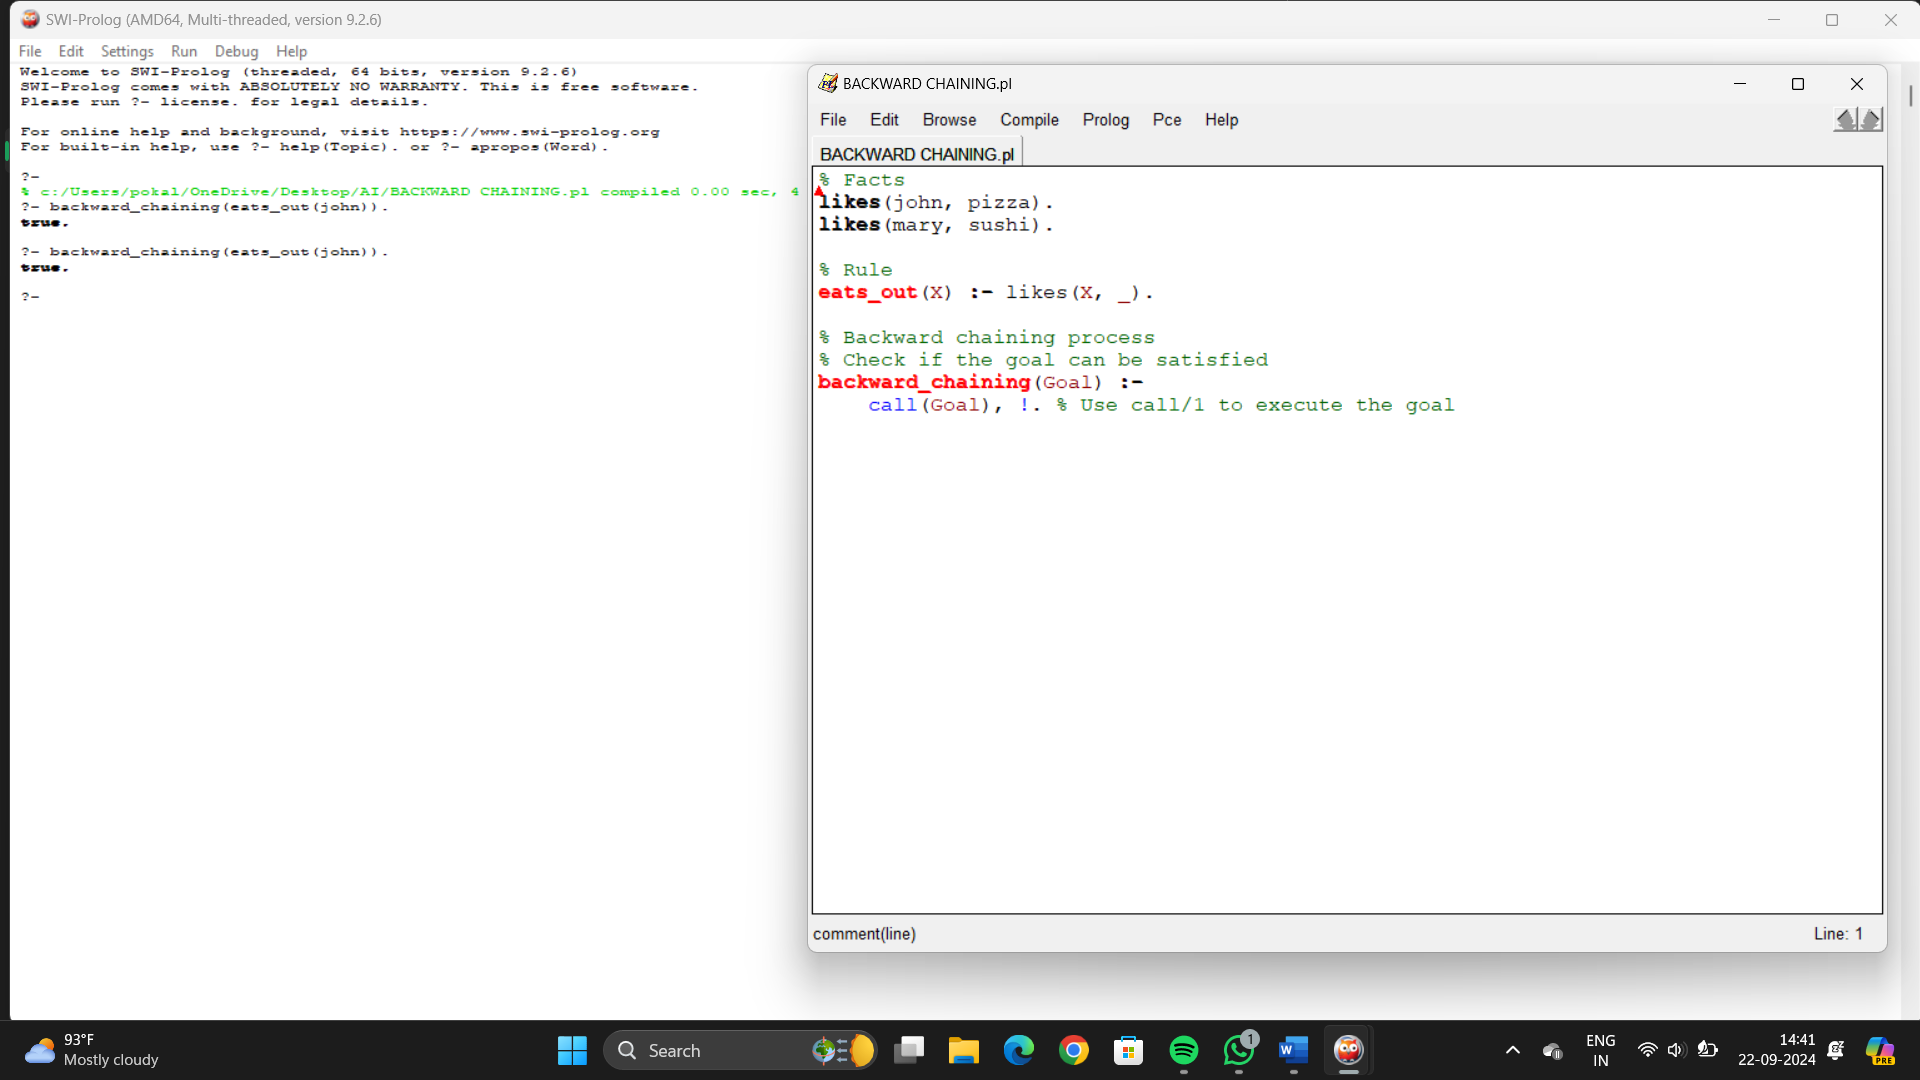 SWI-Prolog (AMD64, Multi-threaded, version 9.2.6)
File Edit Settings Run Debug Help
Welcome to SWI-Prolog (threaded, 64 bits, version 9.2.6)
SWI-Prolog comes with ABSOLUTELY NO WARRANTY. This is free software.
Please run ?- license. for legal details.
For online help and background, visit https://www.swi-prolog.org
For built-in help, use ?- help(Topic). or ?- apropos(Word).
?-
% c:/Users/pokal/OneDrive/Desktop/AI/BACKWARD CHAINING.pl compiled 0.00 sec, 4
?- backward_chaining(eats_out(john)).
true.
?- backward_chaining(eats_out(john)).
true.
?-
BACKWARD CHAINING.pl
File Edit Browse Compile Prolog Pce Help
BACKWARD CHAINING.pl
% Facts
likes(john, pizza).
likes(mary, sushi).
% Rule
eats_out(X) :- likes(X, _).
% Backward chaining process
% Check if the goal can be satisfied
backward_chaining(Goal) :-
call(Goal), !. % Use call/1 to execute the goal
comment(line)
Line: 1
93°F
Mostly cloudy
Search
1
W
ENG
IN
14:41
22-09-2024
PRE